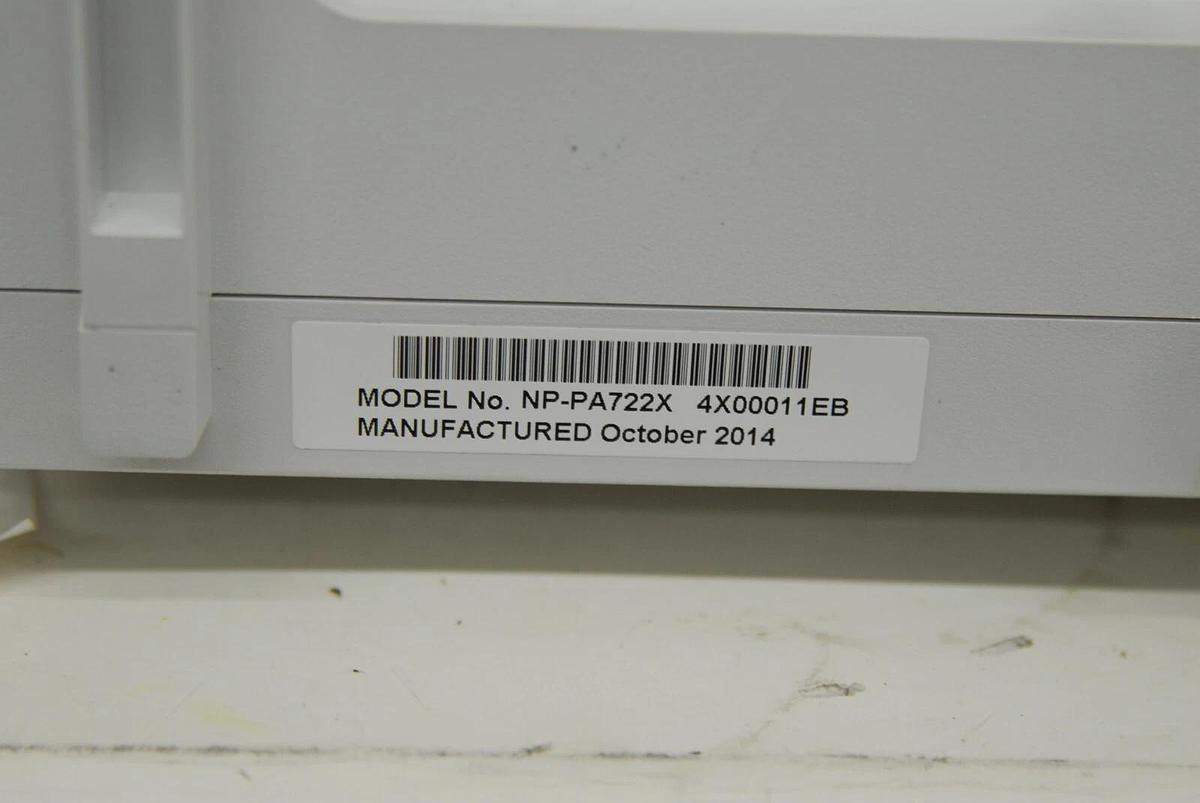 MODEL No. NP-PA722X 4X00011EB
MANUFACTURED October 2014